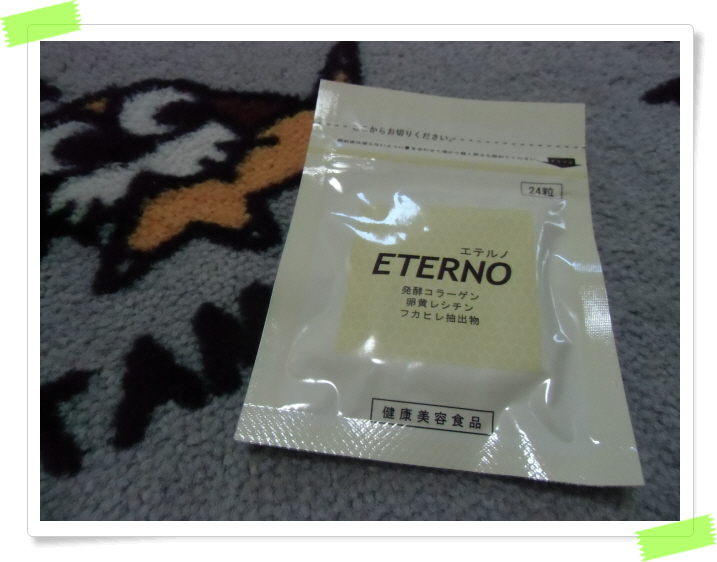 ここからお切りください。
24粒
エテルノ
ETERNO
発酵コラーゲン
卵黄レシチン
フカヒレ抽出物
健康美容食品
TAM